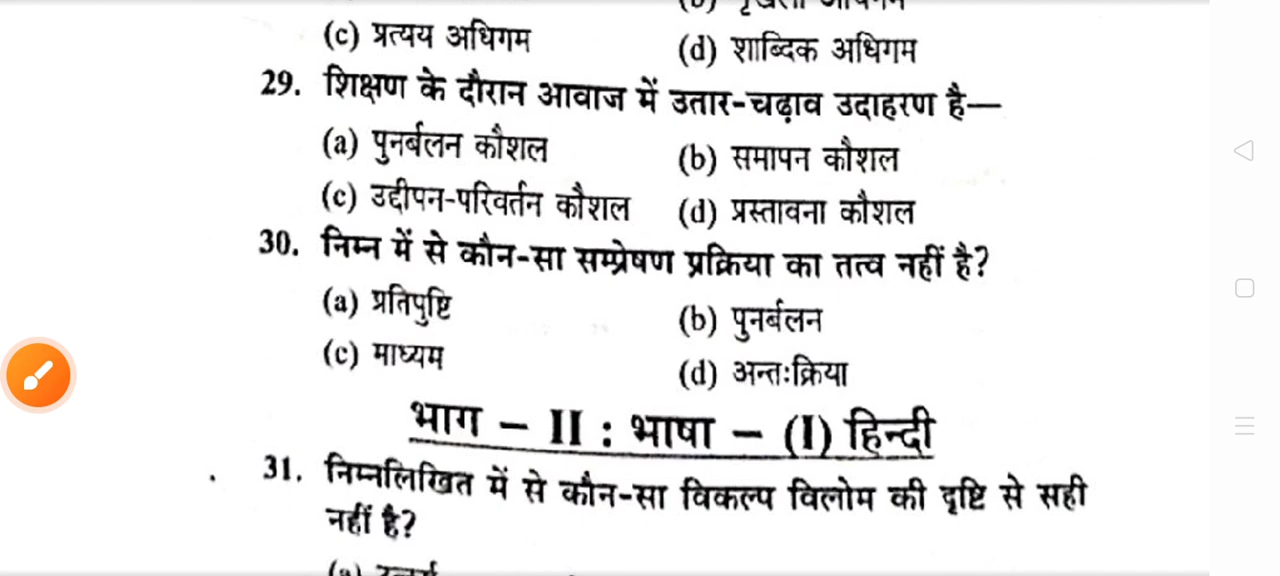 (c) प्रत्यय अधिगम (d) शाब्दिक अधिगम
29. शिक्षण के दौरान आवाज में उतार-चढ़ाव उदाहरण है—
(a) पुनर्बलन कौशल (b) समापन कौशल
(c) उद्दीपन-परिवर्तन कौशल (d) प्रस्तावना कौशल
30. निम्न में से कौन-सा सम्प्रेषण प्रक्रिया का तत्व नहीं है?
(a) प्रतिपुष्टि (b) पुनर्बलन
(c) माध्यम (d) अन्तःक्रिया
भाग – II : भाषा – (I) हिन्दी
31. निम्नलिखित में से कौन-सा विकल्प विलोम की दृष्टि से सही
नहीं है?